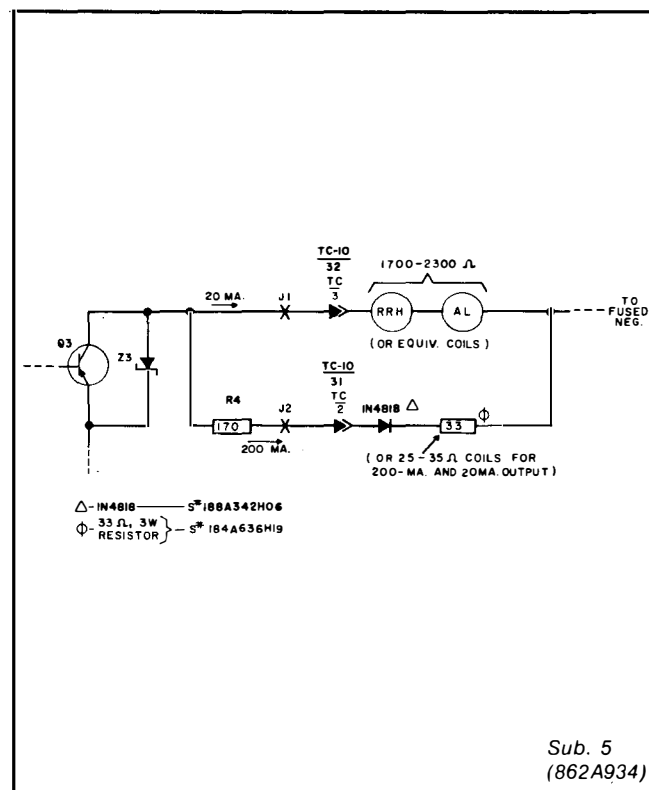 TC-10
32
TC
3
1700-2300 Ω
20 MA.
J1
RRH
AL
TO
FUSED
NEG.
(OR EQUIV. COILS)
Q3
Z3
TC-10
31
TC
2
R4
170
J2
1N4818 Δ
33
ϕ
200 MA.
(OR 25-35 Ω COILS FOR
200-MA. AND 20MA. OUTPUT)
Δ-1N4818——S# 188A342H06
ϕ-33 Ω, 3W
RESISTOR}—S# 184A636H19
Sub. 5
(862A934)